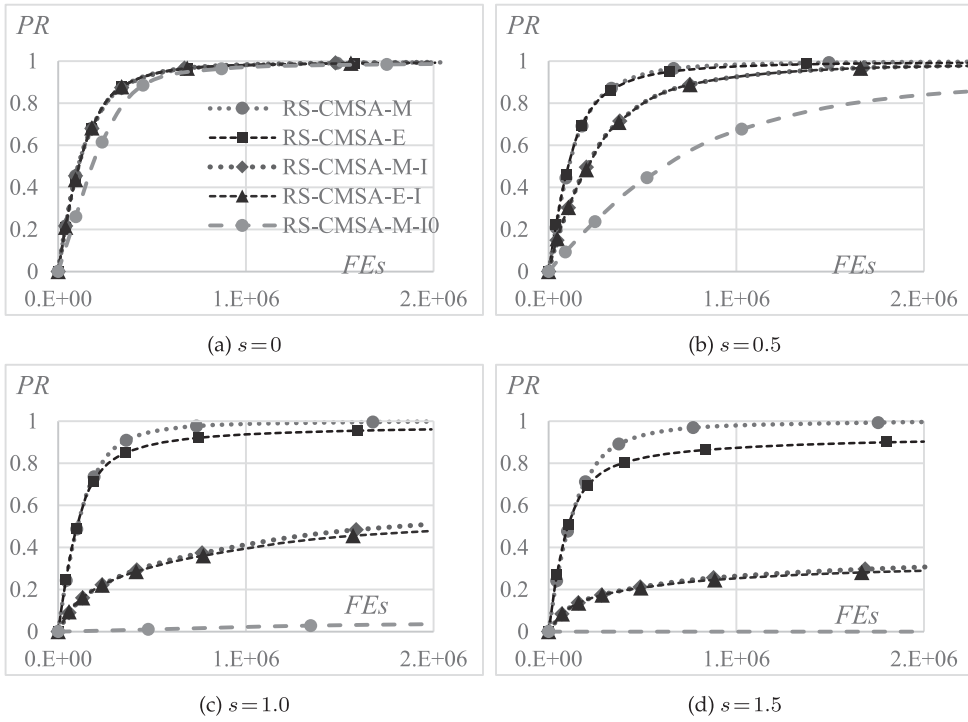 PR
1
0.8
0.6
0.4
0.2
0
RS-CMSA-M
RS-CMSA-E
RS-CMSA-M-I
RS-CMSA-E-I
RS-CMSA-M-I0
FEs
0.E+00 1.E+06 2.E+06
(a) s=0
PR
1
0.8
0.6
0.4
0.2
0
FEs
0.E+00 1.E+06 2.E+06
(b) s=0.5
PR
1
0.8
0.6
0.4
0.2
0
FEs
0.E+00 1.E+06 2.E+06
(c) s=1.0
PR
1
0.8
0.6
0.4
0.2
0
FEs
0.E+00 1.E+06 2.E+06
(d) s=1.5